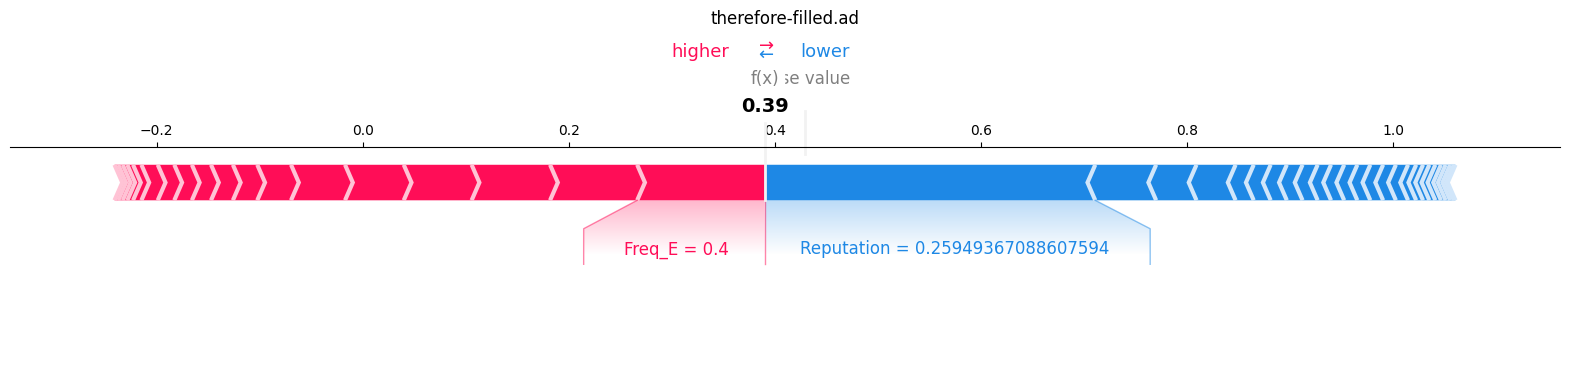 therefore-filled.ad
higher ⇄ lower
f(x) se value
0.39
−0.2 0.0 0.2 0.4 0.6 0.8 1.0
Freq_E = 0.4 Reputation = 0.25949367088607594